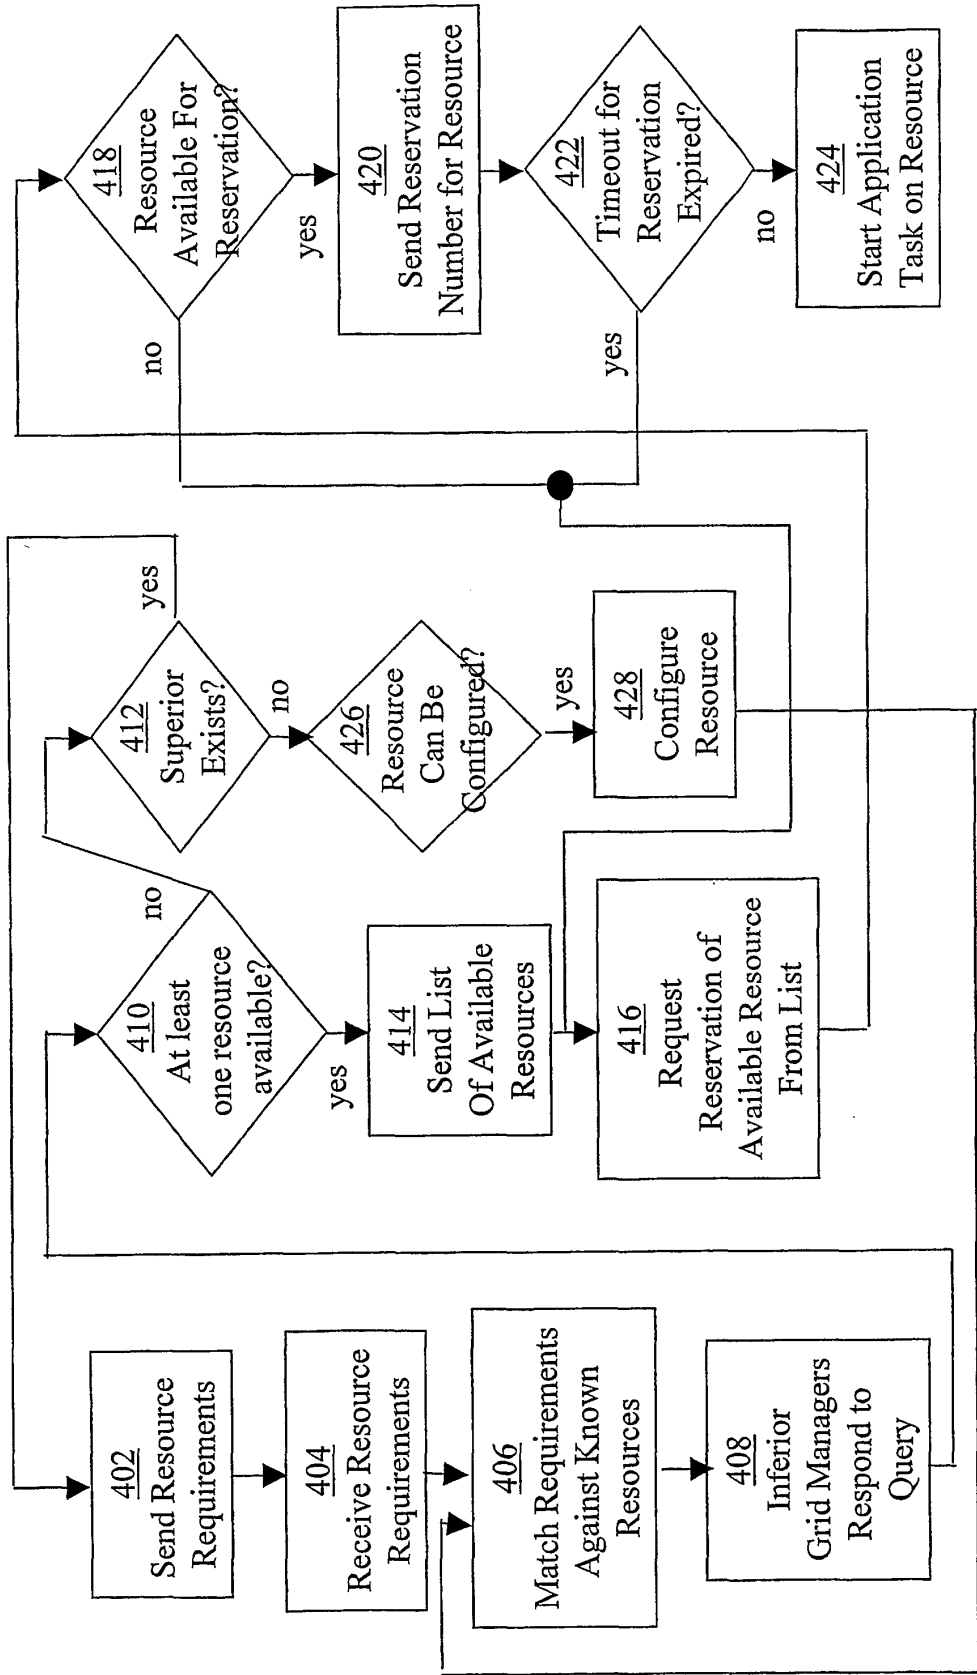 402
Send Resource
Requirements
404
Receive Resource
Requirements
406
Match Requirements
Against Known
Resources
408
Inferior
Grid Managers
Respond to
Query
410
At least
one resource
available?
no
yes
414
Send List
Of Available
Resources
416
Request
Reservation of
Available Resource
From List
412
Superior
Exists?
yes
no
426
Resource
Can Be
Configured?
yes
428
Configure
Resource
418
Resource
Available For
Reservation?
no
yes
420
Send Reservation
Number for Resource
422
Timeout for
Reservation
Expired?
yes
no
424
Start Application
Task on Resource